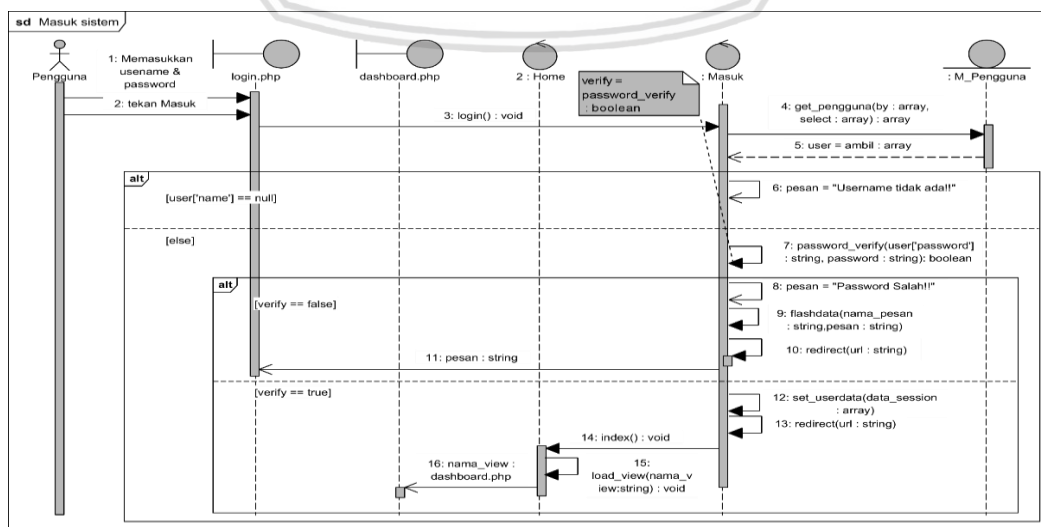 sd Masuk sistem
Pengguna
login.php
dashboard.php
2 : Home
: Masuk
: M_Pengguna
1: Memasukkan
usename &
password
2: tekan Masuk
verify =
password_verify
: boolean
3: login() : void
4: get_pengguna(by : array,
select : array) : array
5: user = ambil : array
alt
[user['name'] == null]
6: pesan = "Username tidak ada!!"
[else]
7: password_verify(user['password']
: string, password : string): boolean
alt
[verify == false]
8: pesan = "Password Salah!!"
9: flashdata(nama_pesan
: string,pesan : string)
10: redirect(url : string)
11: pesan : string
[verify == true]
12: set_userdata(data_session
: array)
13: redirect(url : string)
14: index() : void
15:
load_view(nama_v
iew:string) : void
16: nama_view :
dashboard.php